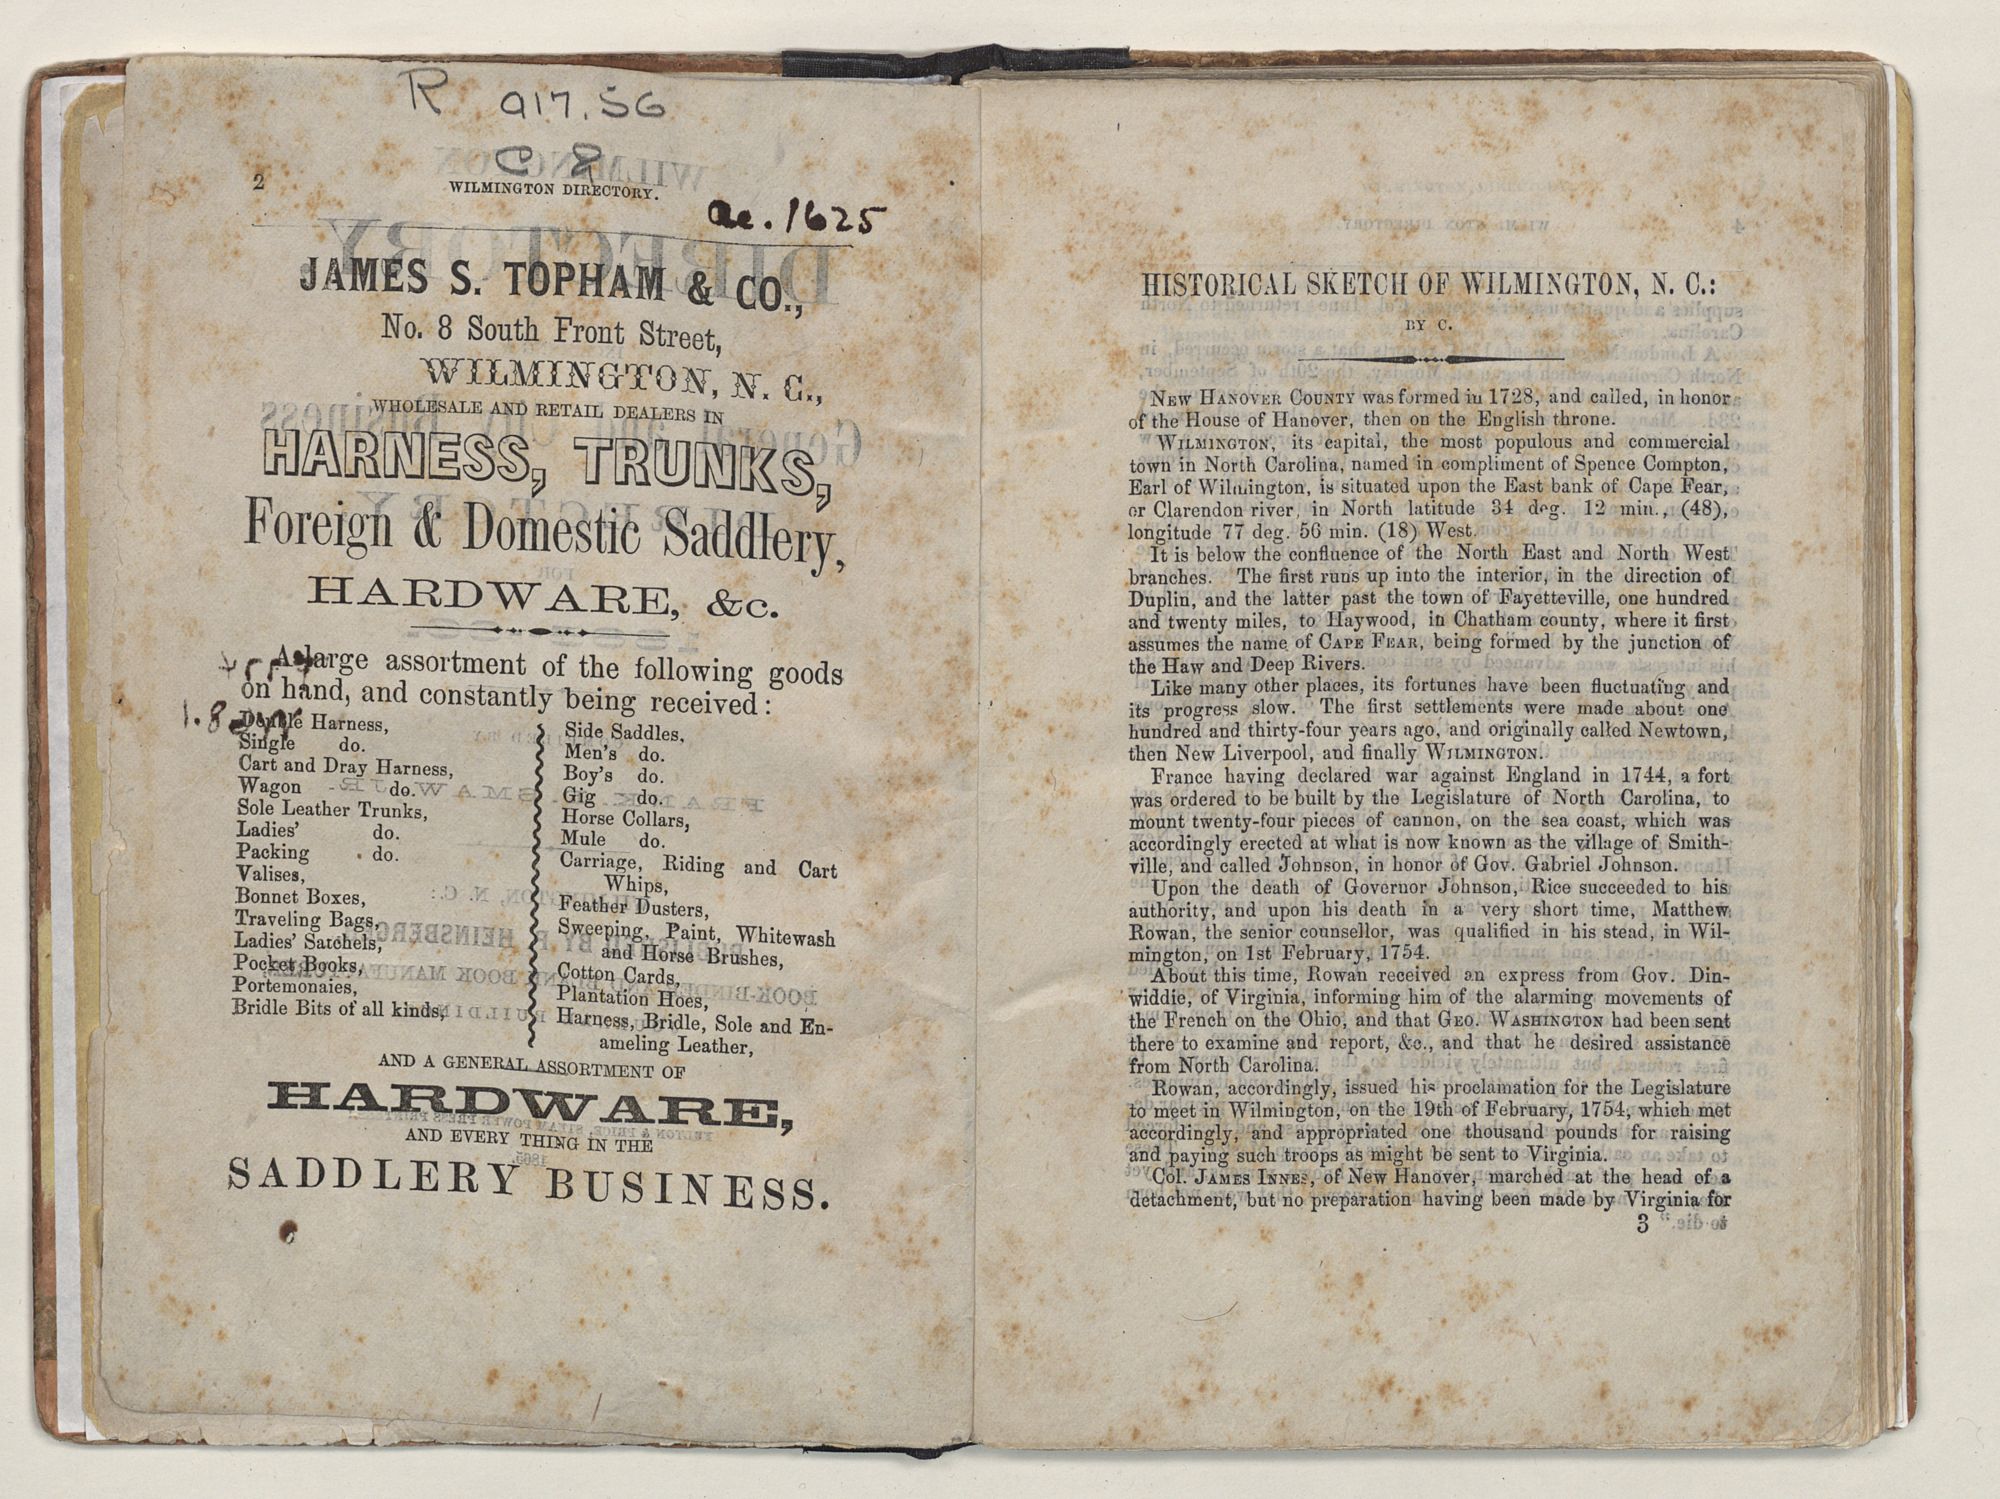 R 917.56
C 8
2
WILMINGTON DIRECTORY.
ac. 1625
JAMES S. TOPHAM & CO.,
No. 8 South Front Street,
WILMINGTON, N. C.,
WHOLESALE AND RETAIL DEALERS IN
HARNESS, TRUNKS,
Foreign & Domestic Saddlery,
HARDWARE, &c.
A large assortment of the following goods
on hand, and constantly being received:
Double Harness,
Single do.
Cart and Dray Harness,
Wagon do.
Sole Leather Trunks,
Ladies' do.
Packing do.
Valises,
Bonnet Boxes,
Traveling Bags,
Ladies' Satchels,
Pocket Books,
Portemonaies,
Bridle Bits of all kinds,
Side Saddles,
Men's do.
Boy's do.
Gig do.
Horse Collars,
Mule do.
Carriage, Riding and Cart
Whips,
Feather Dusters,
Sweeping, Paint, Whitewash
and Horse Brushes,
Cotton Cards,
Plantation Hoes,
Harness, Bridle, Sole and En-
ameling Leather,
AND A GENERAL ASSORTMENT OF
HARDWARE,
AND EVERY THING IN THE
SADDLERY BUSINESS.
HISTORICAL SKETCH OF WILMINGTON, N. C.:
BY C.
NEW HANOVER COUNTY was formed in 1728, and called, in honor
of the House of Hanover, then on the English throne.
WILMINGTON, its capital, the most populous and commercial
town in North Carolina, named in compliment of Spence Compton,
Earl of Wilmington, is situated upon the East bank of Cape Fear,
or Clarendon river, in North latitude 34 deg. 12 min., (48),
longitude 77 deg. 56 min. (18) West.
It is below the confluence of the North East and North West
branches. The first runs up into the interior, in the direction of
Duplin, and the latter past the town of Fayetteville, one hundred
and twenty miles, to Haywood, in Chatham county, where it first
assumes the name of CAPE FEAR, being formed by the junction of
the Haw and Deep Rivers.
Like many other places, its fortunes have been fluctuating and
its progress slow. The first settlements were made about one
hundred and thirty-four years ago, and originally called Newtown,
then New Liverpool, and finally WILMINGTON.
France having declared war against England in 1744, a fort
was ordered to be built by the Legislature of North Carolina, to
mount twenty-four pieces of cannon, on the sea coast, which was
accordingly erected at what is now known as the village of Smith-
ville, and called Johnson, in honor of Gov. Gabriel Johnson.
Upon the death of Governor Johnson, Rice succeeded to his
authority, and upon his death in a very short time, Matthew
Rowan, the senior counsellor, was qualified in his stead, in Wil-
mington, on 1st February, 1754.
About this time, Rowan received an express from Gov. Din-
widdie, of Virginia, informing him of the alarming movements of
the French on the Ohio, and that GEO. WASHINGTON had been sent
there to examine and report, &c., and that he desired assistance
from North Carolina.
Rowan, accordingly, issued his proclamation for the Legislature
to meet in Wilmington, on the 19th of February, 1754, which met
accordingly, and appropriated one thousand pounds for raising
and paying such troops as might be sent to Virginia.
Col. JAMES INNES, of New Hanover, marched at the head of a
detachment, but no preparation having been made by Virginia for
3